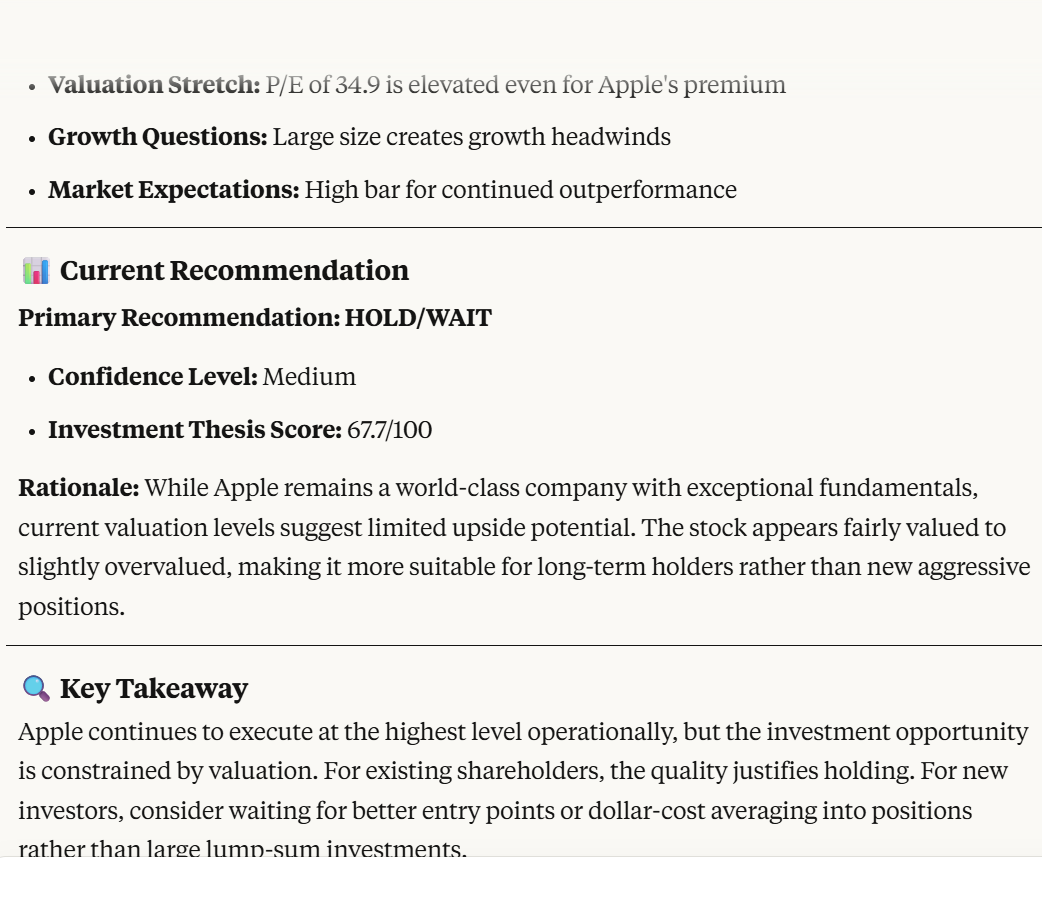 • Valuation Stretch: P/E of 34.9 is elevated even for Apple's premium
• Growth Questions: Large size creates growth headwinds
• Market Expectations: High bar for continued outperformance
📊 Current Recommendation
Primary Recommendation: HOLD/WAIT
• Confidence Level: Medium
• Investment Thesis Score: 67.7/100
Rationale: While Apple remains a world-class company with exceptional fundamentals,
current valuation levels suggest limited upside potential. The stock appears fairly valued to
slightly overvalued, making it more suitable for long-term holders rather than new aggressive
positions.
🔍 Key Takeaway
Apple continues to execute at the highest level operationally, but the investment opportunity
is constrained by valuation. For existing shareholders, the quality justifies holding. For new
investors, consider waiting for better entry points or dollar-cost averaging into positions
rather than large lump-sum investments.